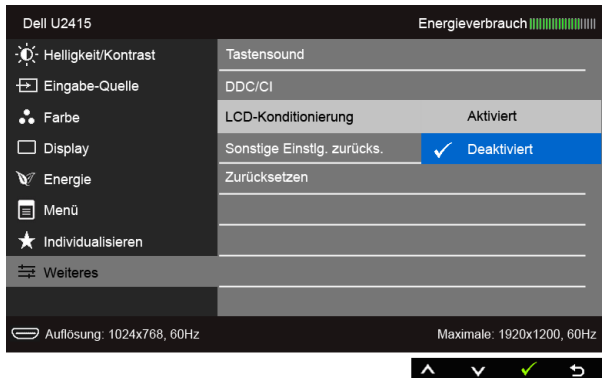 Dell U2415 Energieverbrauch
Helligkeit/Kontrast Tastensound
Eingabe-Quelle DDC/CI
Farbe LCD-Konditionierung Aktiviert
Display Sonstige Einstlg. zurücks. Deaktiviert
Energie Zurücksetzen
Menü
Individualisieren
Weiteres
Auflösung: 1024x768, 60Hz Maximale: 1920x1200, 60Hz